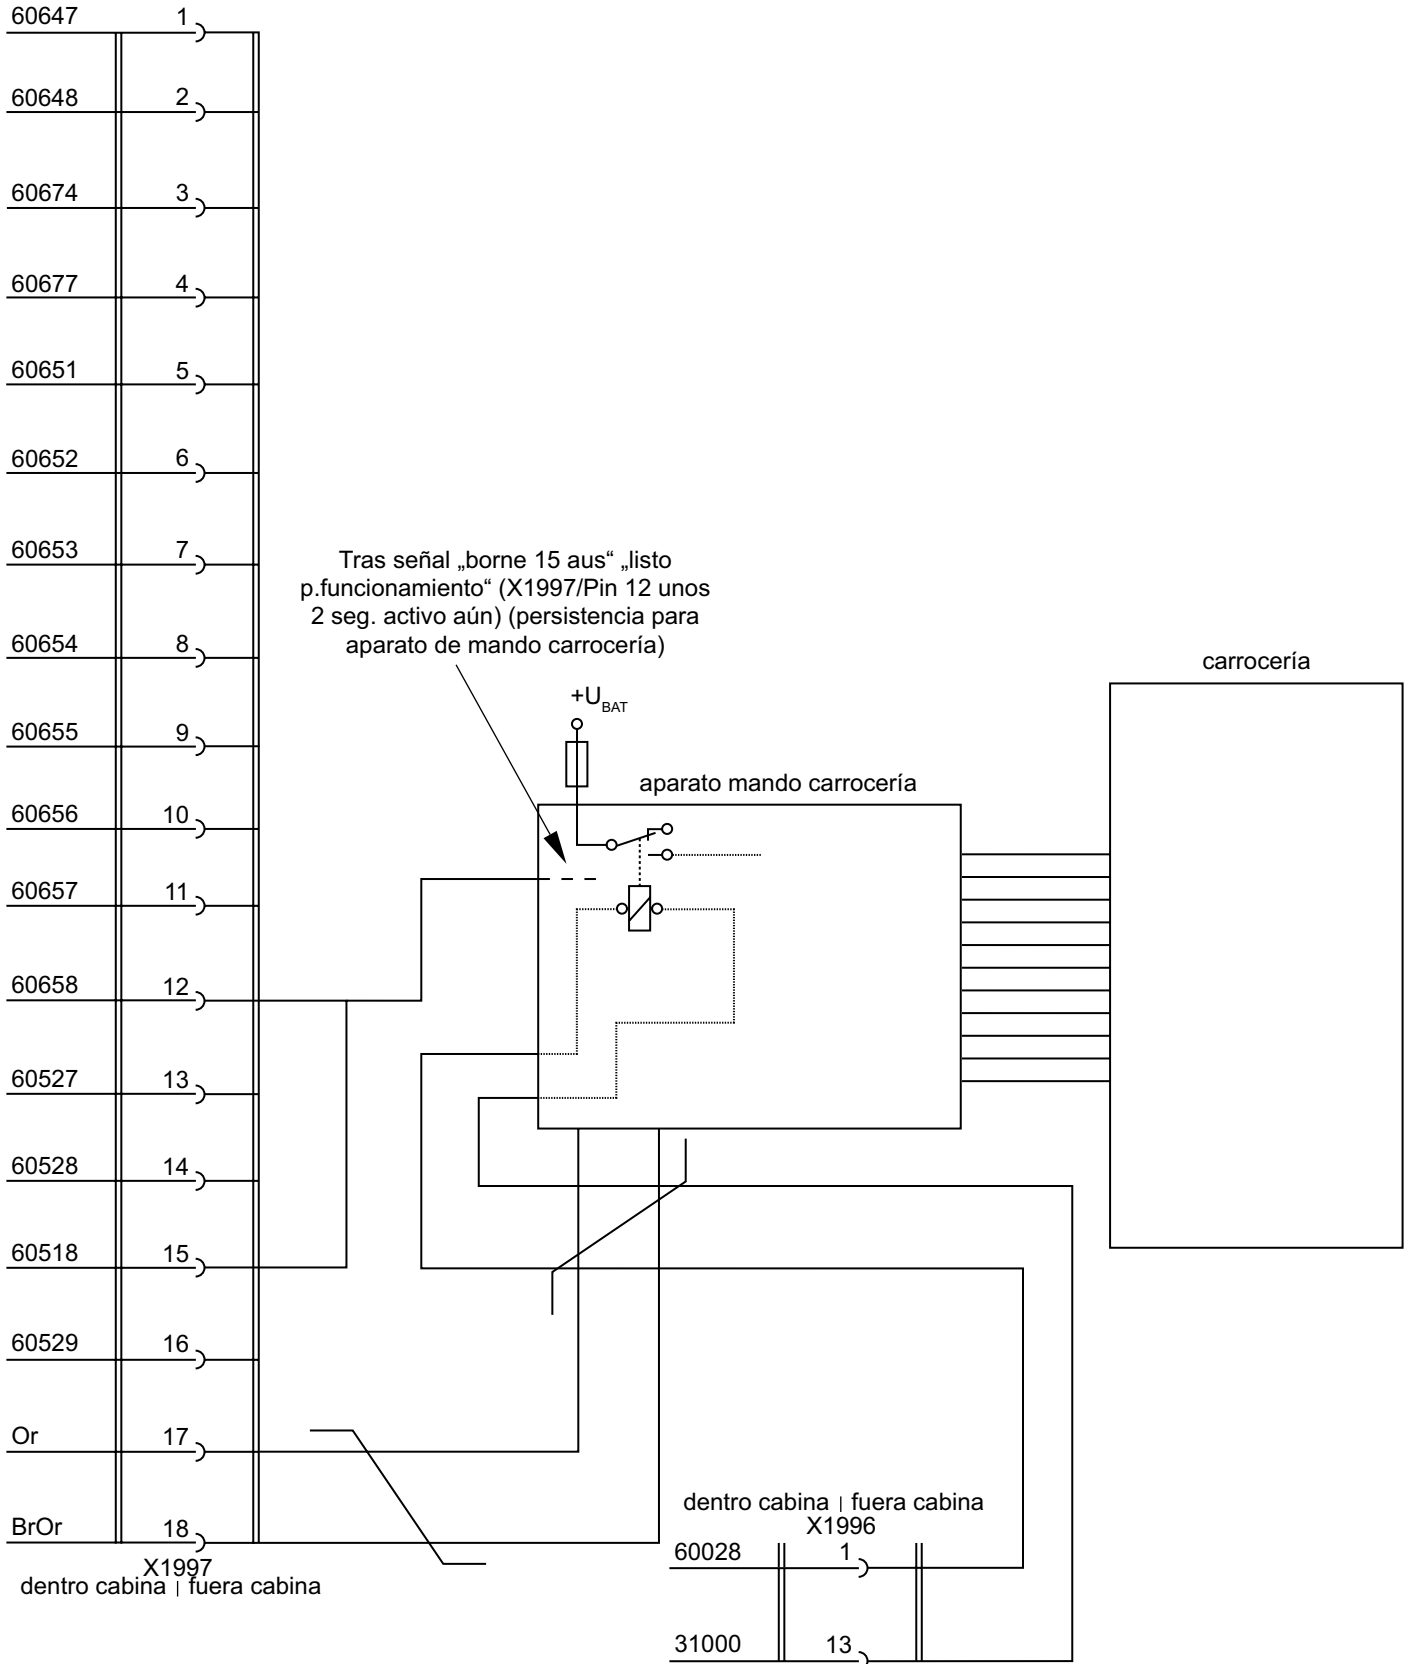 60647 1
60648 2
60674 3
60677 4
60651 5
60652 6
60653 7
Tras señal „borne 15 aus“ „listo
p.funcionamiento“ (X1997/Pin 12 unos
2 seg. activo aún) (persistencia para
aparato de mando carrocería)
60654 8
carrocería
+UBAT
60655 9
aparato mando carrocería
60656 10
60657 11
60658 12
60527 13
60528 14
60518 15
60529 16
Or 17
BrOr 18
X1997
dentro cabina | fuera cabina
dentro cabina | fuera cabina
X1996
60028 1
31000 13